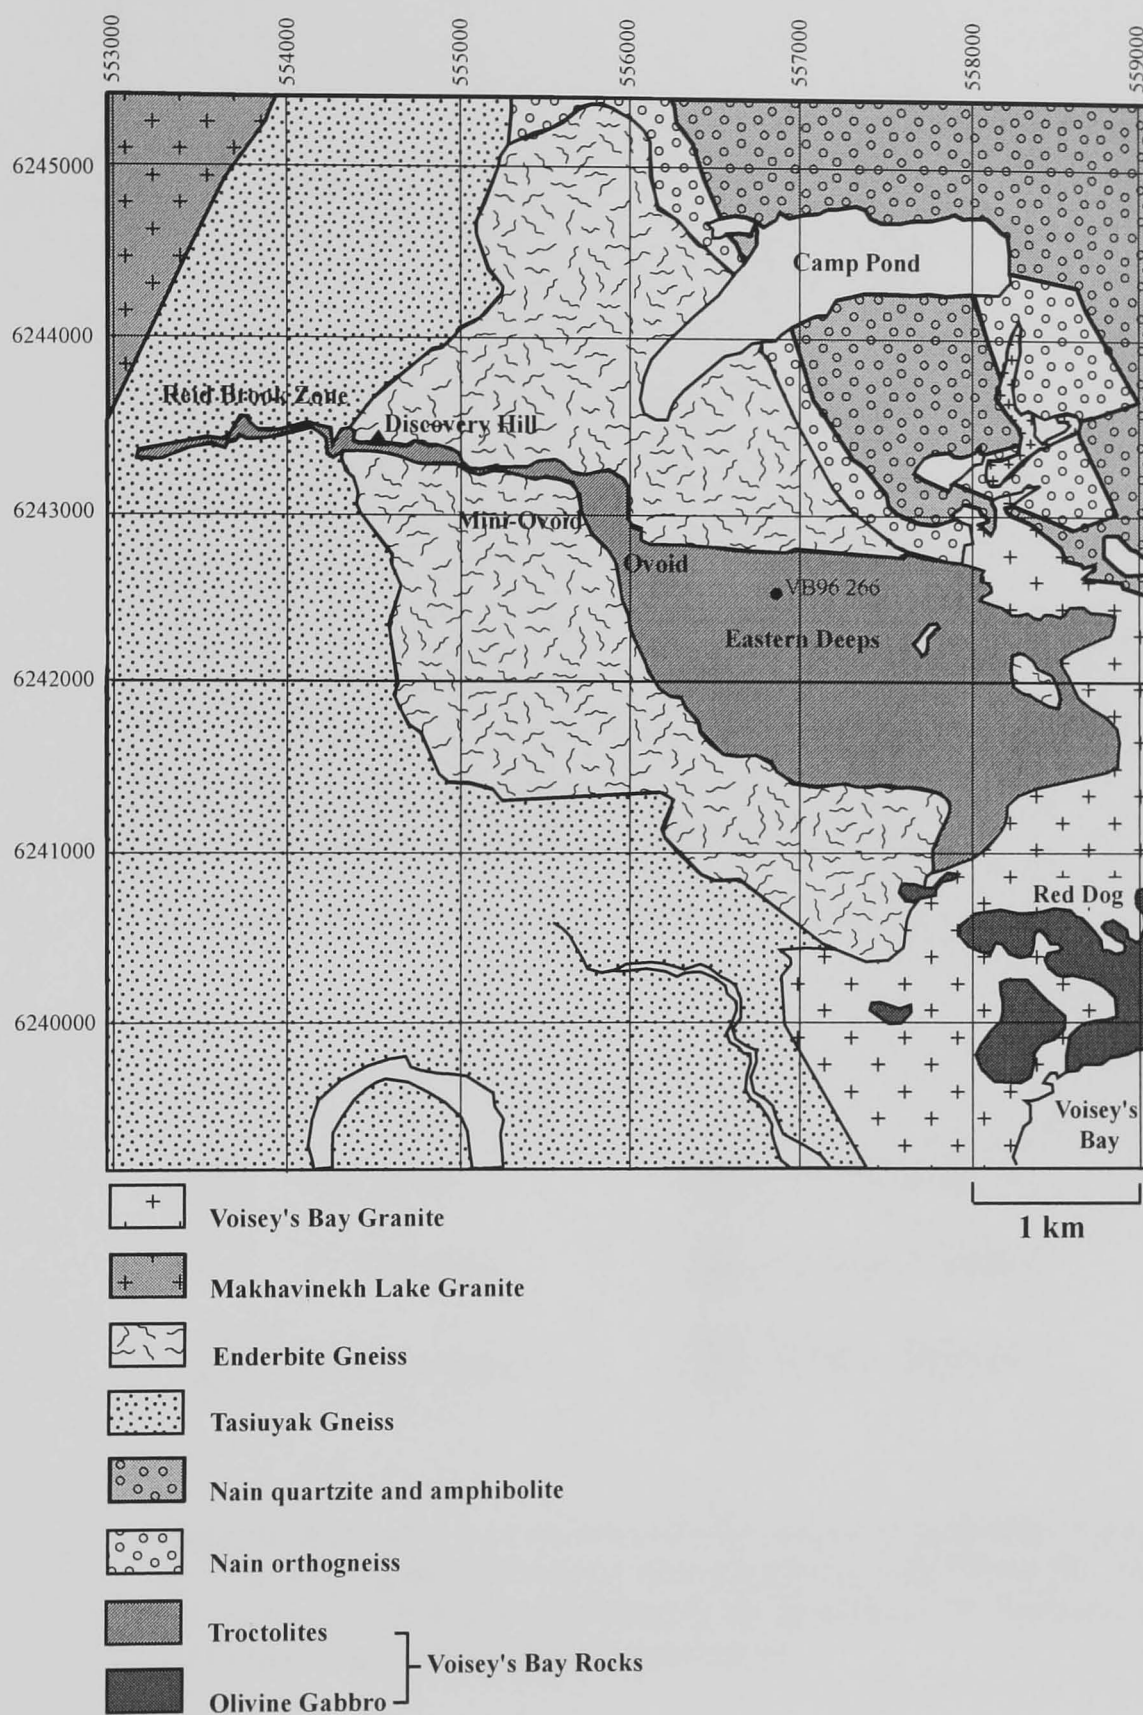 553000
554000
555000
556000
557000
558000
559000
6245000
Camp Pond
6244000
Reid Brook Zone
Discovery Hill
6243000
Mini-Ovoid
Ovoid
VB96 266
Eastern Deeps
6242000
6241000
Red Dog
6240000
Voisey's
Bay
1 km
Voisey's Bay Granite
Makhavinekh Lake Granite
Enderbite Gneiss
Tasiuyak Gneiss
Nain quartzite and amphibolite
Nain orthogneiss
Troctolites
Voisey's Bay Rocks
Olivine Gabbro